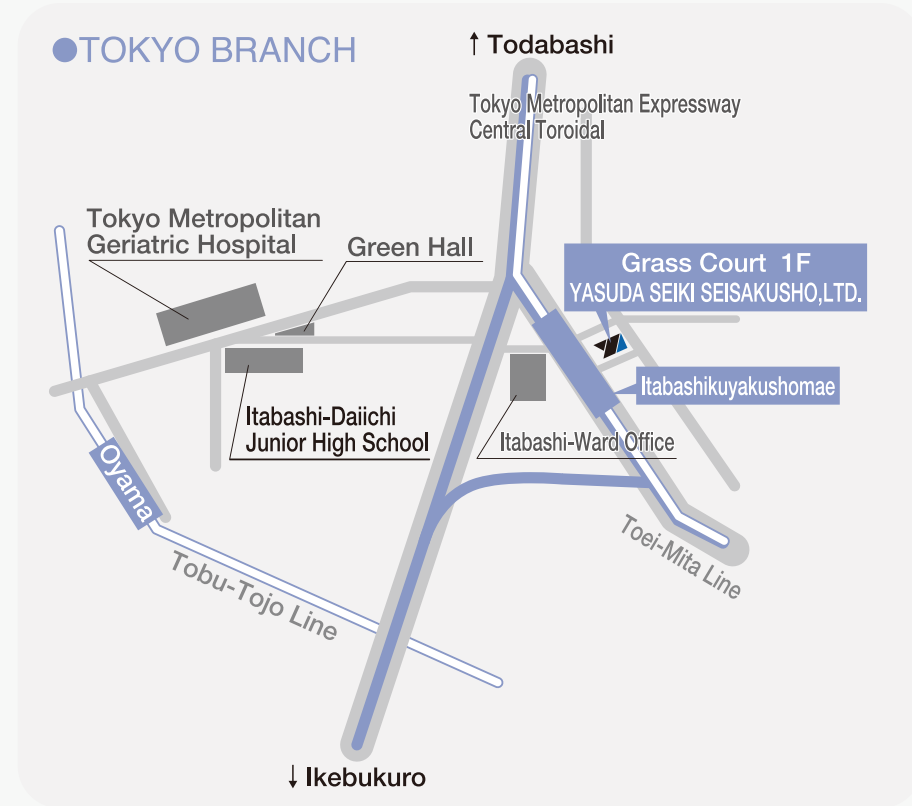 ●TOKYO BRANCH
↑ Todabashi
Tokyo Metropolitan Expressway
Central Toroidal
Tokyo Metropolitan
Geriatric Hospital
Green Hall
Grass Court 1F
YASUDA SEIKI SEISAKUSHO,LTD.
Itabashikuyakushomae
Itabashi-Daiichi
Junior High School
Itabashi-Ward Office
Oyama
Toei-Mita Line
Tobu-Tojo Line
↓ Ikebukuro